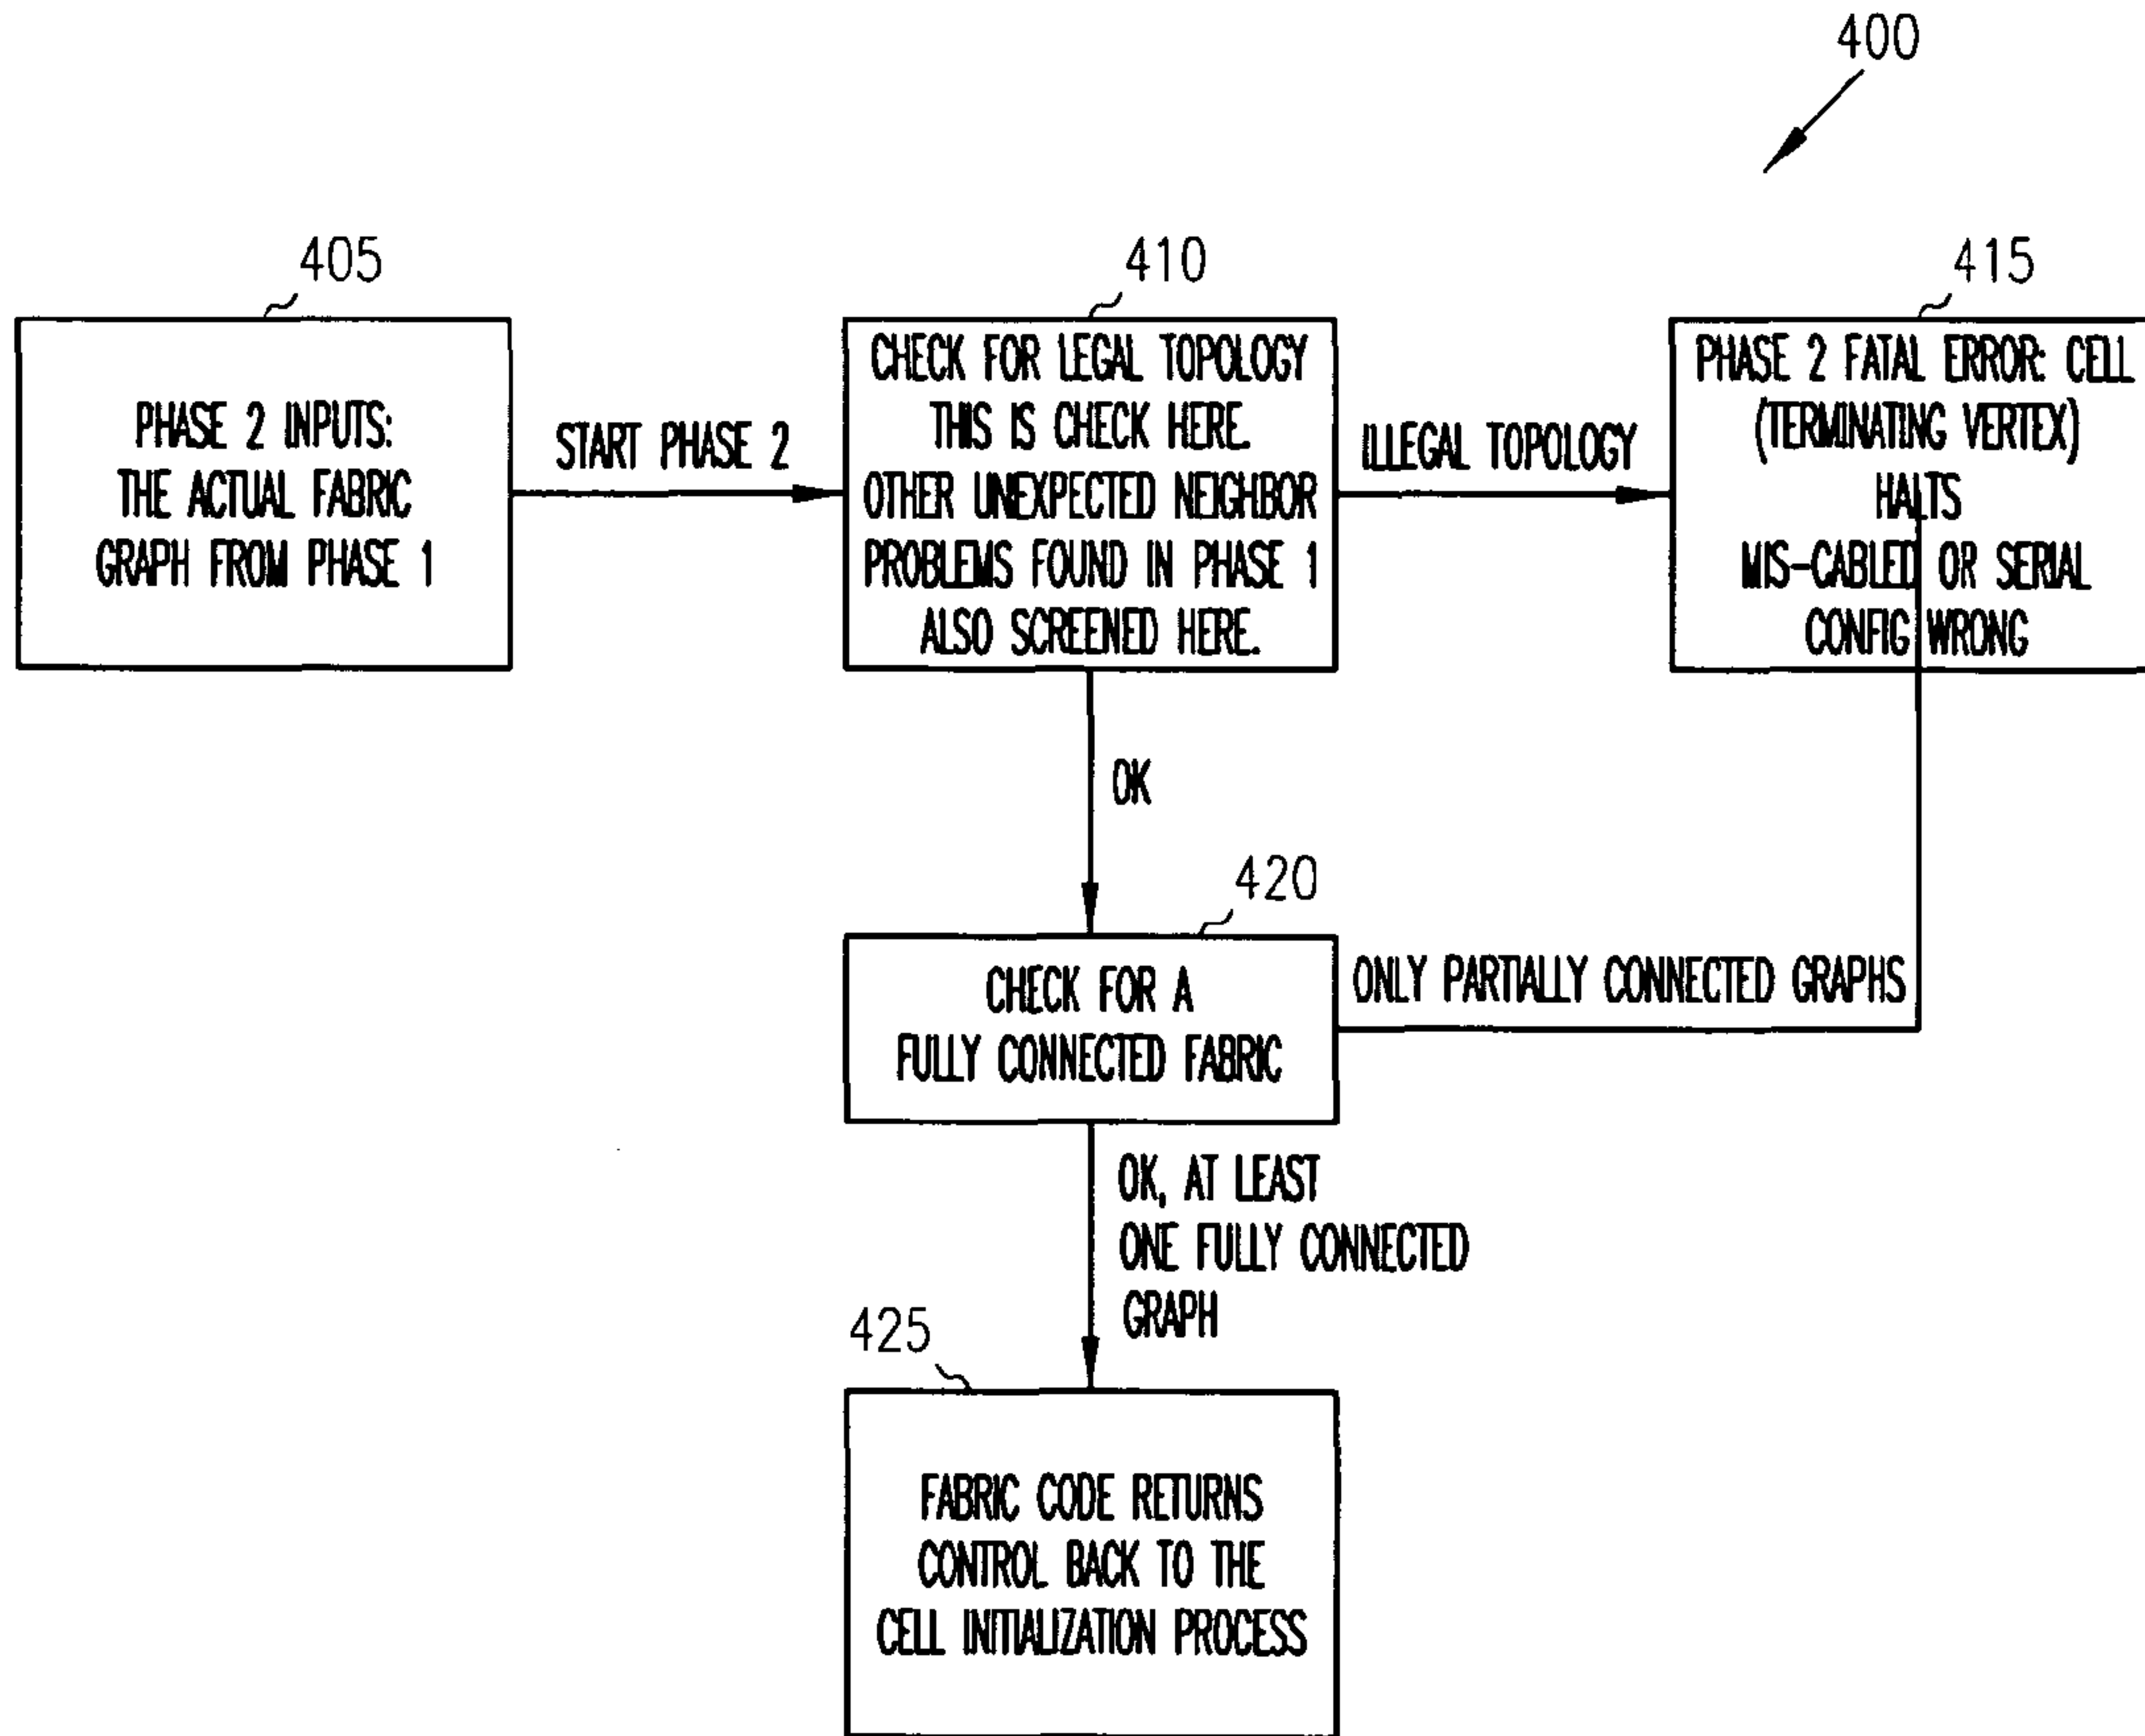 400
405
PHASE 2 INPUTS:
THE ACTUAL FABRIC
GRAPH FROM PHASE 1
START PHASE 2
410
CHECK FOR LEGAL TOPOLOGY
THIS IS CHECK HERE.
OTHER UNEXPECTED NEIGHBOR
PROBLEMS FOUND IN PHASE 1
ALSO SCREENED HERE.
ILLEGAL TOPOLOGY
415
PHASE 2 FATAL ERROR: CELL
(TERMINATING VERTEX)
HALTS
MIS-CABLED OR SERIAL
CONFIG WRONG
OK
420
CHECK FOR A
FULLY CONNECTED FABRIC
ONLY PARTIALLY CONNECTED GRAPHS
OK, AT LEAST
ONE FULLY CONNECTED
GRAPH
425
FABRIC CODE RETURNS
CONTROL BACK TO THE
CELL INITIALIZATION PROCESS